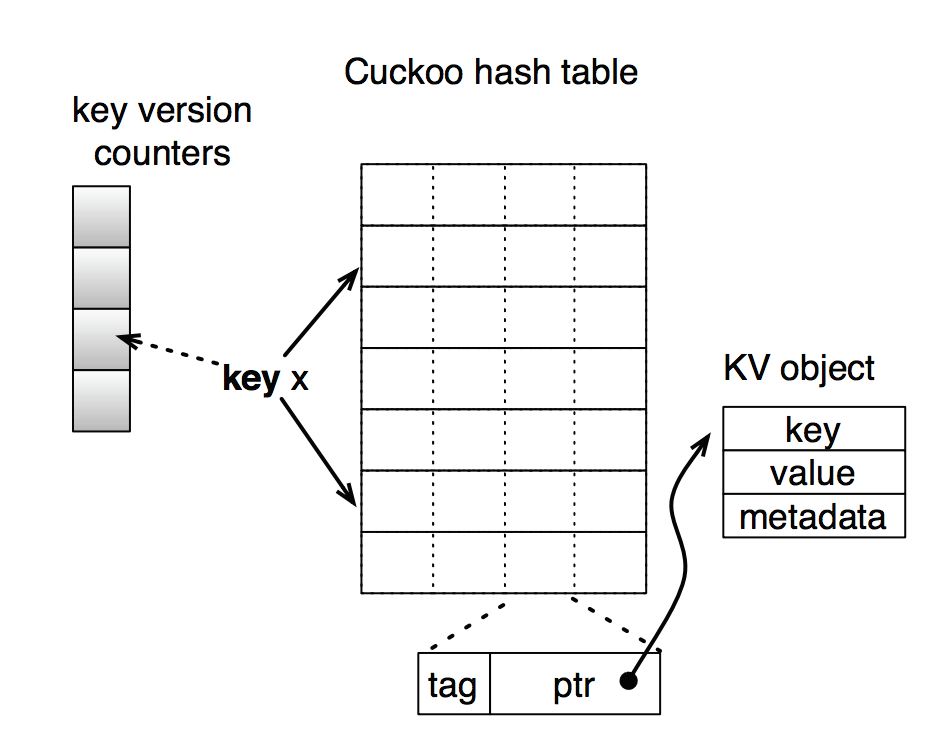 Cuckoo hash table
key version
counters
key x
KV object
key
value
metadata
tag
ptr